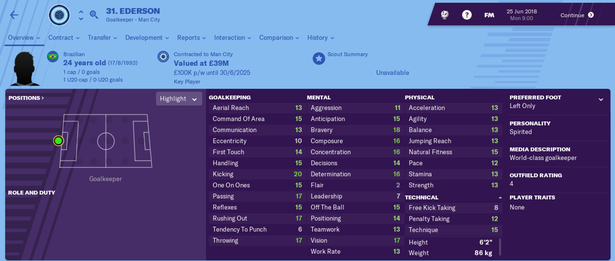 31. EDERSON
Goalkeeper - Man City
FM
25 Jun 2018
Mon 9:00
Continue
Overview Contract Transfer Development Reports Interaction Comparison History
Brazilian
24 years old (17/8/1993)
1 cap / 0 goals
1 U20 cap / 0 U20 goals
Contracted to Man City
Valued at £39M
£100K p/w until 30/6/2025
Key Player
Scout Summary
Unavailable
POSITIONS
Highlight
Goalkeeper
ROLE AND DUTY
GOALKEEPING
Aerial Reach 13
Command Of Area 15
Communication 13
Eccentricity 10
First Touch 14
Handling 15
Kicking 20
One On Ones 15
Passing 17
Reflexes 15
Rushing Out 17
Tendency To Punch 6
Throwing 17
MENTAL
Aggression 11
Anticipation 15
Bravery 18
Composure 16
Concentration 16
Decisions 14
Determination 16
Flair 2
Leadership 7
Off The Ball 15
Positioning 14
Teamwork 13
Vision 17
Work Rate 13
PHYSICAL
Acceleration 13
Agility 13
Balance 13
Jumping Reach 13
Natural Fitness 15
Pace 12
Stamina 13
Strength 13
TECHNICAL
Free Kick Taking 8
Penalty Taking 12
Technique 15
Height 6'2"
Weight 86 kg
PREFERRED FOOT
Left Only
PERSONALITY
Spirited
MEDIA DESCRIPTION
World-class goalkeeper
OUTFIELD RATING
4
PLAYER TRAITS
None